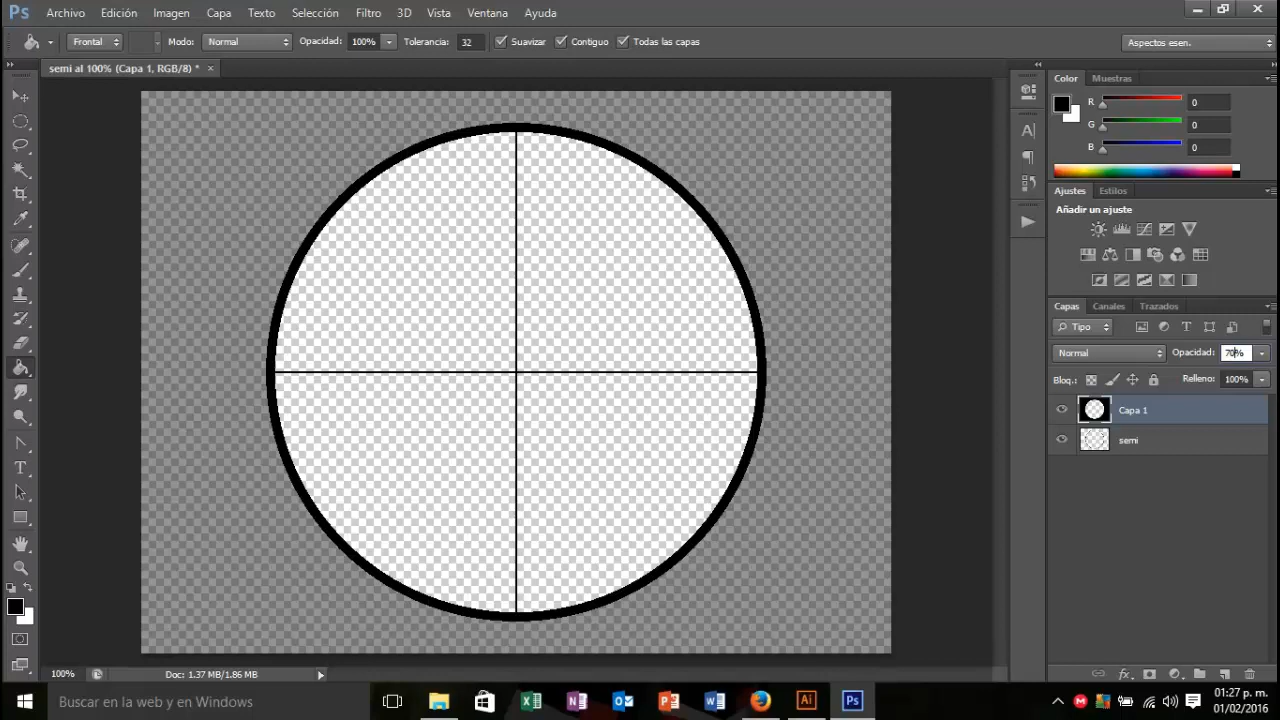 Ps Archivo Edición Imagen Capa Texto Selección Filtro 3D Vista Ventana Ayuda
Frontal Modo: Normal Opacidad: 100% Tolerancia: 32 Suavizar Contiguo Todas las capas Aspectos esen.
semi al 100% (Capa 1, RGB/8) * ×
Color Muestras
R 0
G 0
B 0
Ajustes Estilos
Añadir un ajuste
Capas Canales Trazados
Tipo
Normal Opacidad: 70%
Bloq.: Relleno: 100%
Capa 1
semi
100% Doc: 1.37 MB/1.86 MB
Buscar en la web y en Windows
Ai Ps
01:27 p. m.
01/02/2016